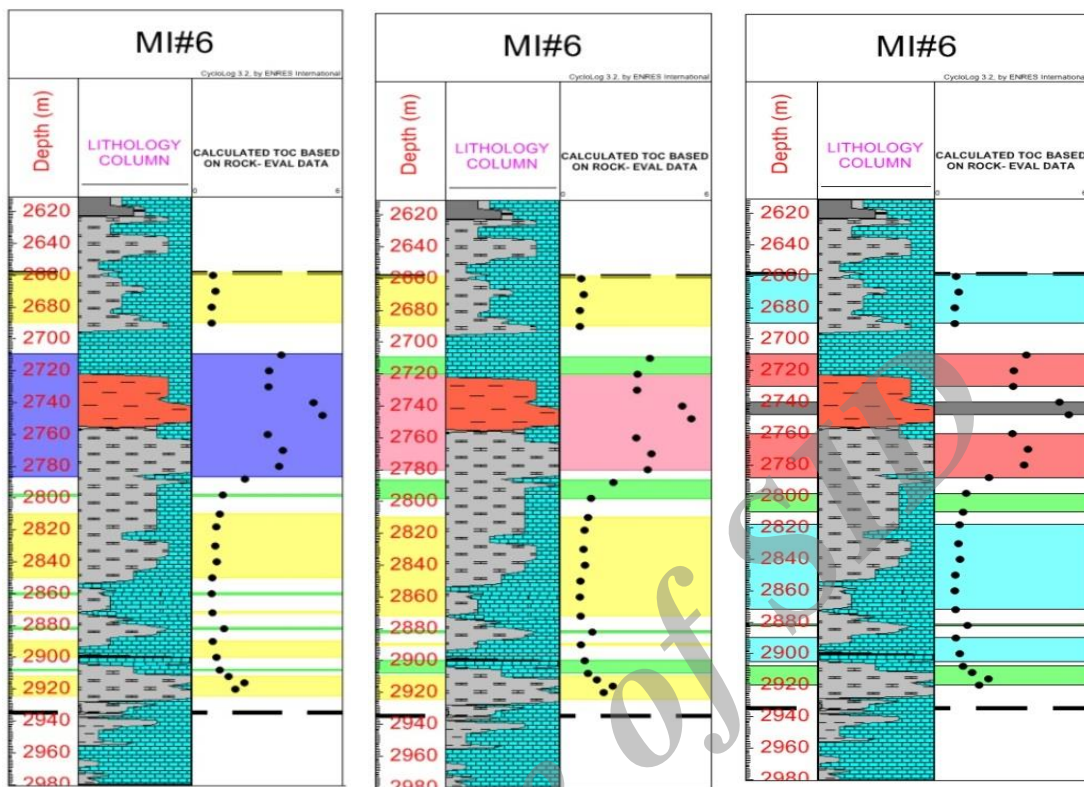 MI#6
CycloLog 3.2, by ENRES International
Depth (m)
LITHOLOGY
COLUMN
CALCULATED TOC BASED
ON ROCK- EVAL DATA
0 6
2620
2640
2660
2680
2700
2720
2740
2760
2780
2800
2820
2840
2860
2880
2900
2920
2940
2960
2980
MI#6
CycloLog 3.2, by ENRES International
Depth (m)
LITHOLOGY
COLUMN
CALCULATED TOC BASED
ON ROCK- EVAL DATA
0 6
2620
2640
2660
2680
2700
2720
2740
2760
2780
2800
2820
2840
2860
2880
2900
2920
2940
2960
2980
MI#6
CycloLog 3.2, by ENRES International
Depth (m)
LITHOLOGY
COLUMN
CALCULATED TOC BASED
ON ROCK- EVAL DATA
0
2620
2640
2660
2680
2700
2720
2740
2760
2780
2800
2820
2840
2860
2880
2900
2920
2940
2960
2980
of SID